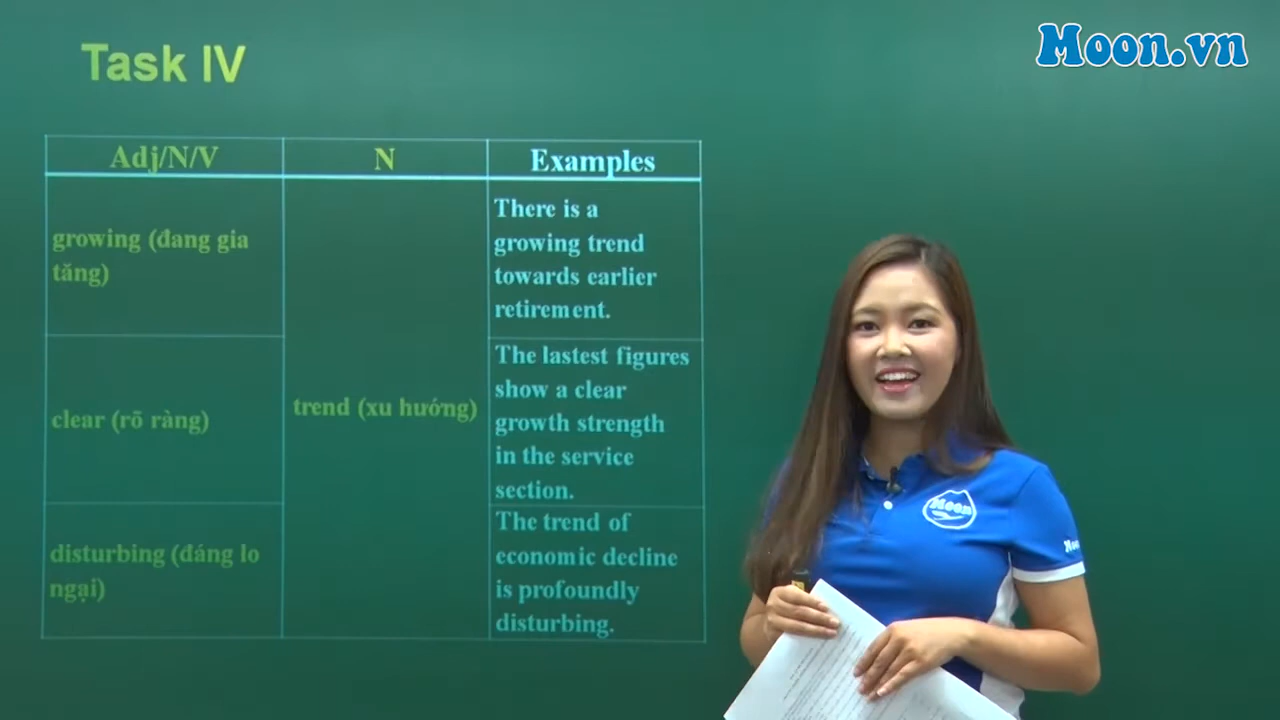 Moon.vn
Task IV
Adj/N/V
N
Examples
growing (đang gia
tăng)
trend (xu hướng)
There is a
growing trend
towards earlier
retirement.
clear (rõ ràng)
The lastest figures
show a clear
growth strength
in the service
section.
disturbing (đáng lo
ngại)
The trend of
economic decline
is profoundly
disturbing.
Moon